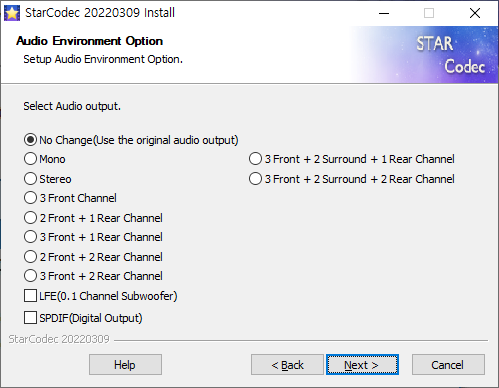 StarCodec 20220309 Install
Audio Environment Option
Setup Audio Environment Option.
STAR
Codec
Select Audio output.
No Change(Use the original audio output)
Mono
Stereo
3 Front Channel
2 Front + 1 Rear Channel
3 Front + 1 Rear Channel
2 Front + 2 Rear Channel
3 Front + 2 Rear Channel
3 Front + 2 Surround + 1 Rear Channel
3 Front + 2 Surround + 2 Rear Channel
LFE(0.1 Channel Subwoofer)
SPDIF(Digital Output)
StarCodec 20220309
Help
< Back
Next >
Cancel